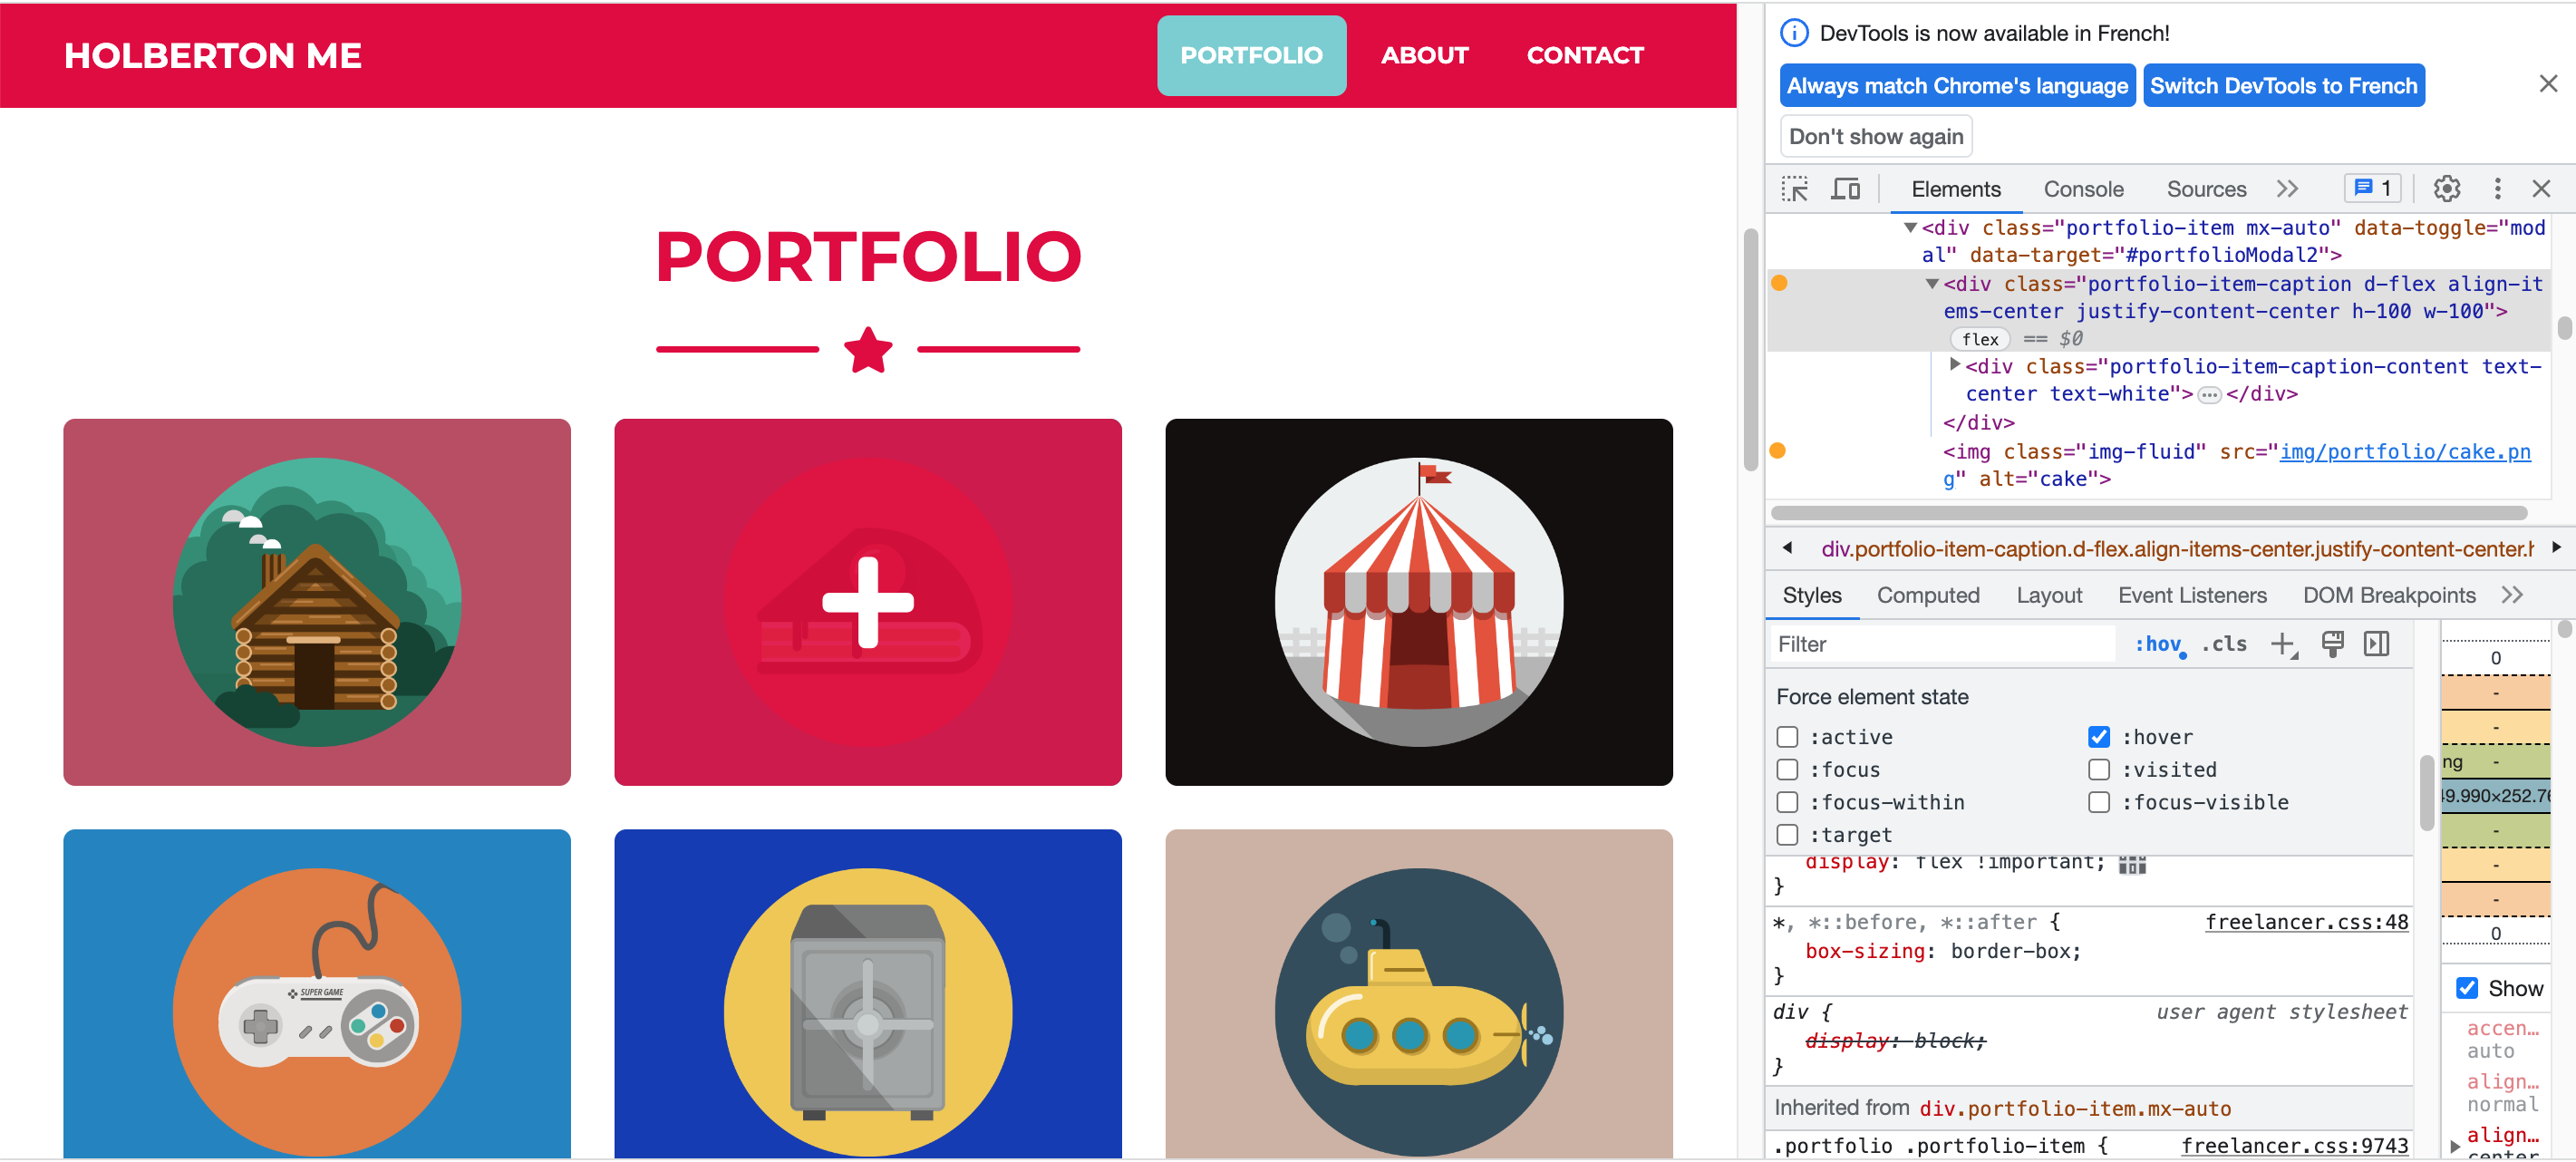 HOLBERTON ME
PORTFOLIO
ABOUT
CONTACT
PORTFOLIO
SUPER GAME
DevTools is now available in French!
Always match Chrome's language
Switch DevTools to French
Don't show again
Elements
Console
Sources
1
<div class="portfolio-item mx-auto" data-toggle="mod
al" data-target="#portfolioModal2">
<div class="portfolio-item-caption d-flex align-it
ems-center justify-content-center h-100 w-100">
flex == $0
<div class="portfolio-item-caption-content text-
center text-white">…</div>
</div>
<img class="img-fluid" src="img/portfolio/cake.pn
g" alt="cake">
div.portfolio-item-caption.d-flex.align-items-center.justify-content-center.h
Styles
Computed
Layout
Event Listeners
DOM Breakpoints
Filter
:hov
.cls
Force element state
:active
:hover
:focus
:visited
:focus-within
:focus-visible
:target
display: flex !important;
}
*, *::before, *::after {
freelancer.css:48
box-sizing: border-box;
}
div {
user agent stylesheet
display: block;
}
Inherited from div.portfolio-item.mx-auto
.portfolio .portfolio-item {
freelancer.css:9743
0
-
-
ng -
49.990×252.76
-
-
-
0
Show
accen…
auto
align…
normal
align…
center